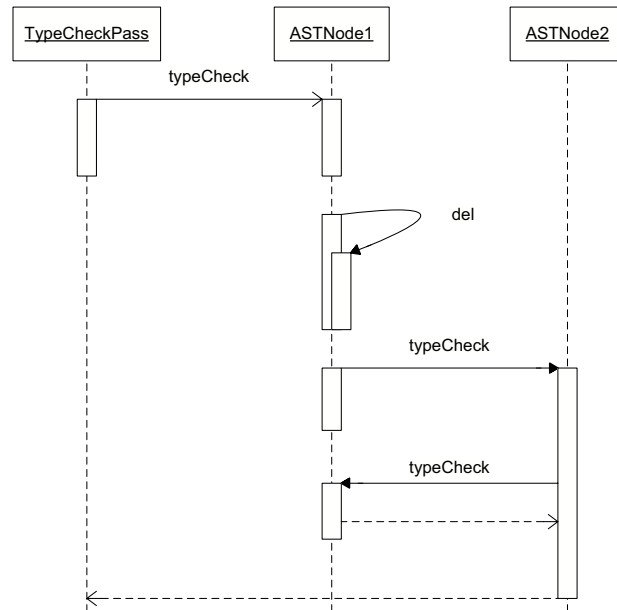 TypeCheckPass
ASTNode1
ASTNode2
typeCheck
del
typeCheck
typeCheck